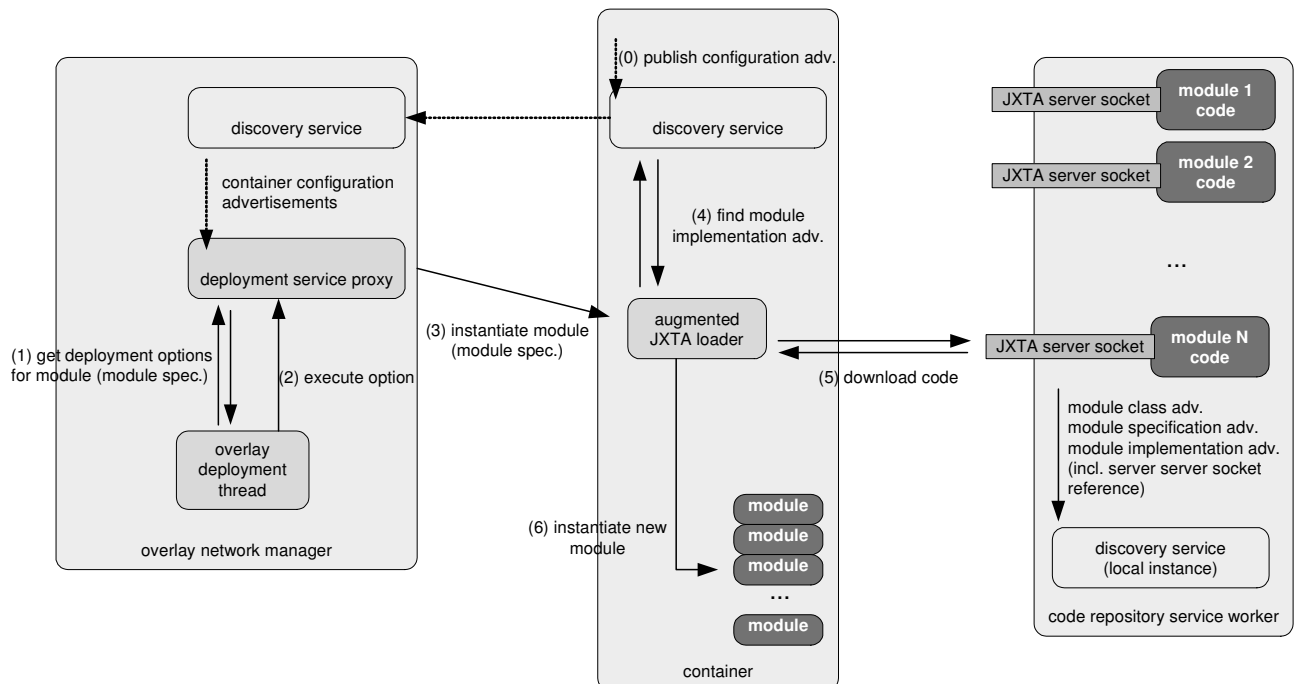 discovery service
container configuration
advertisements
deployment service proxy
(1) get deployment options
for module (module spec.)
(2) execute option
overlay
deployment
thread
overlay network manager
(0) publish configuration adv.
discovery service
(4) find module
implementation adv.
(3) instantiate module
(module spec.)
augmented
JXTA loader
(5) download code
(6) instantiate new
module
module
module
module
...
module
container
JXTA server socket
module 1
code
JXTA server socket
module 2
code
...
JXTA server socket
module N
code
module class adv.
module specification adv.
module implementation adv.
(incl. server server socket
reference)
discovery service
(local instance)
code repository service worker